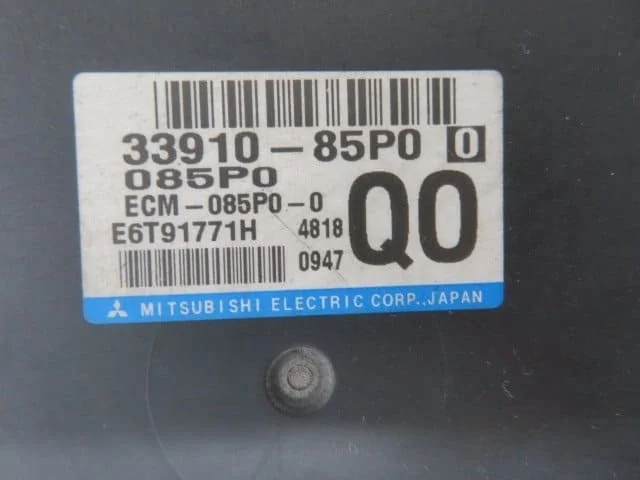 33910-85P0 0
085P0
ECM-085P0-0
E6T91771H 4818
0947
Q0
MITSUBISHI ELECTRIC CORP.,JAPAN